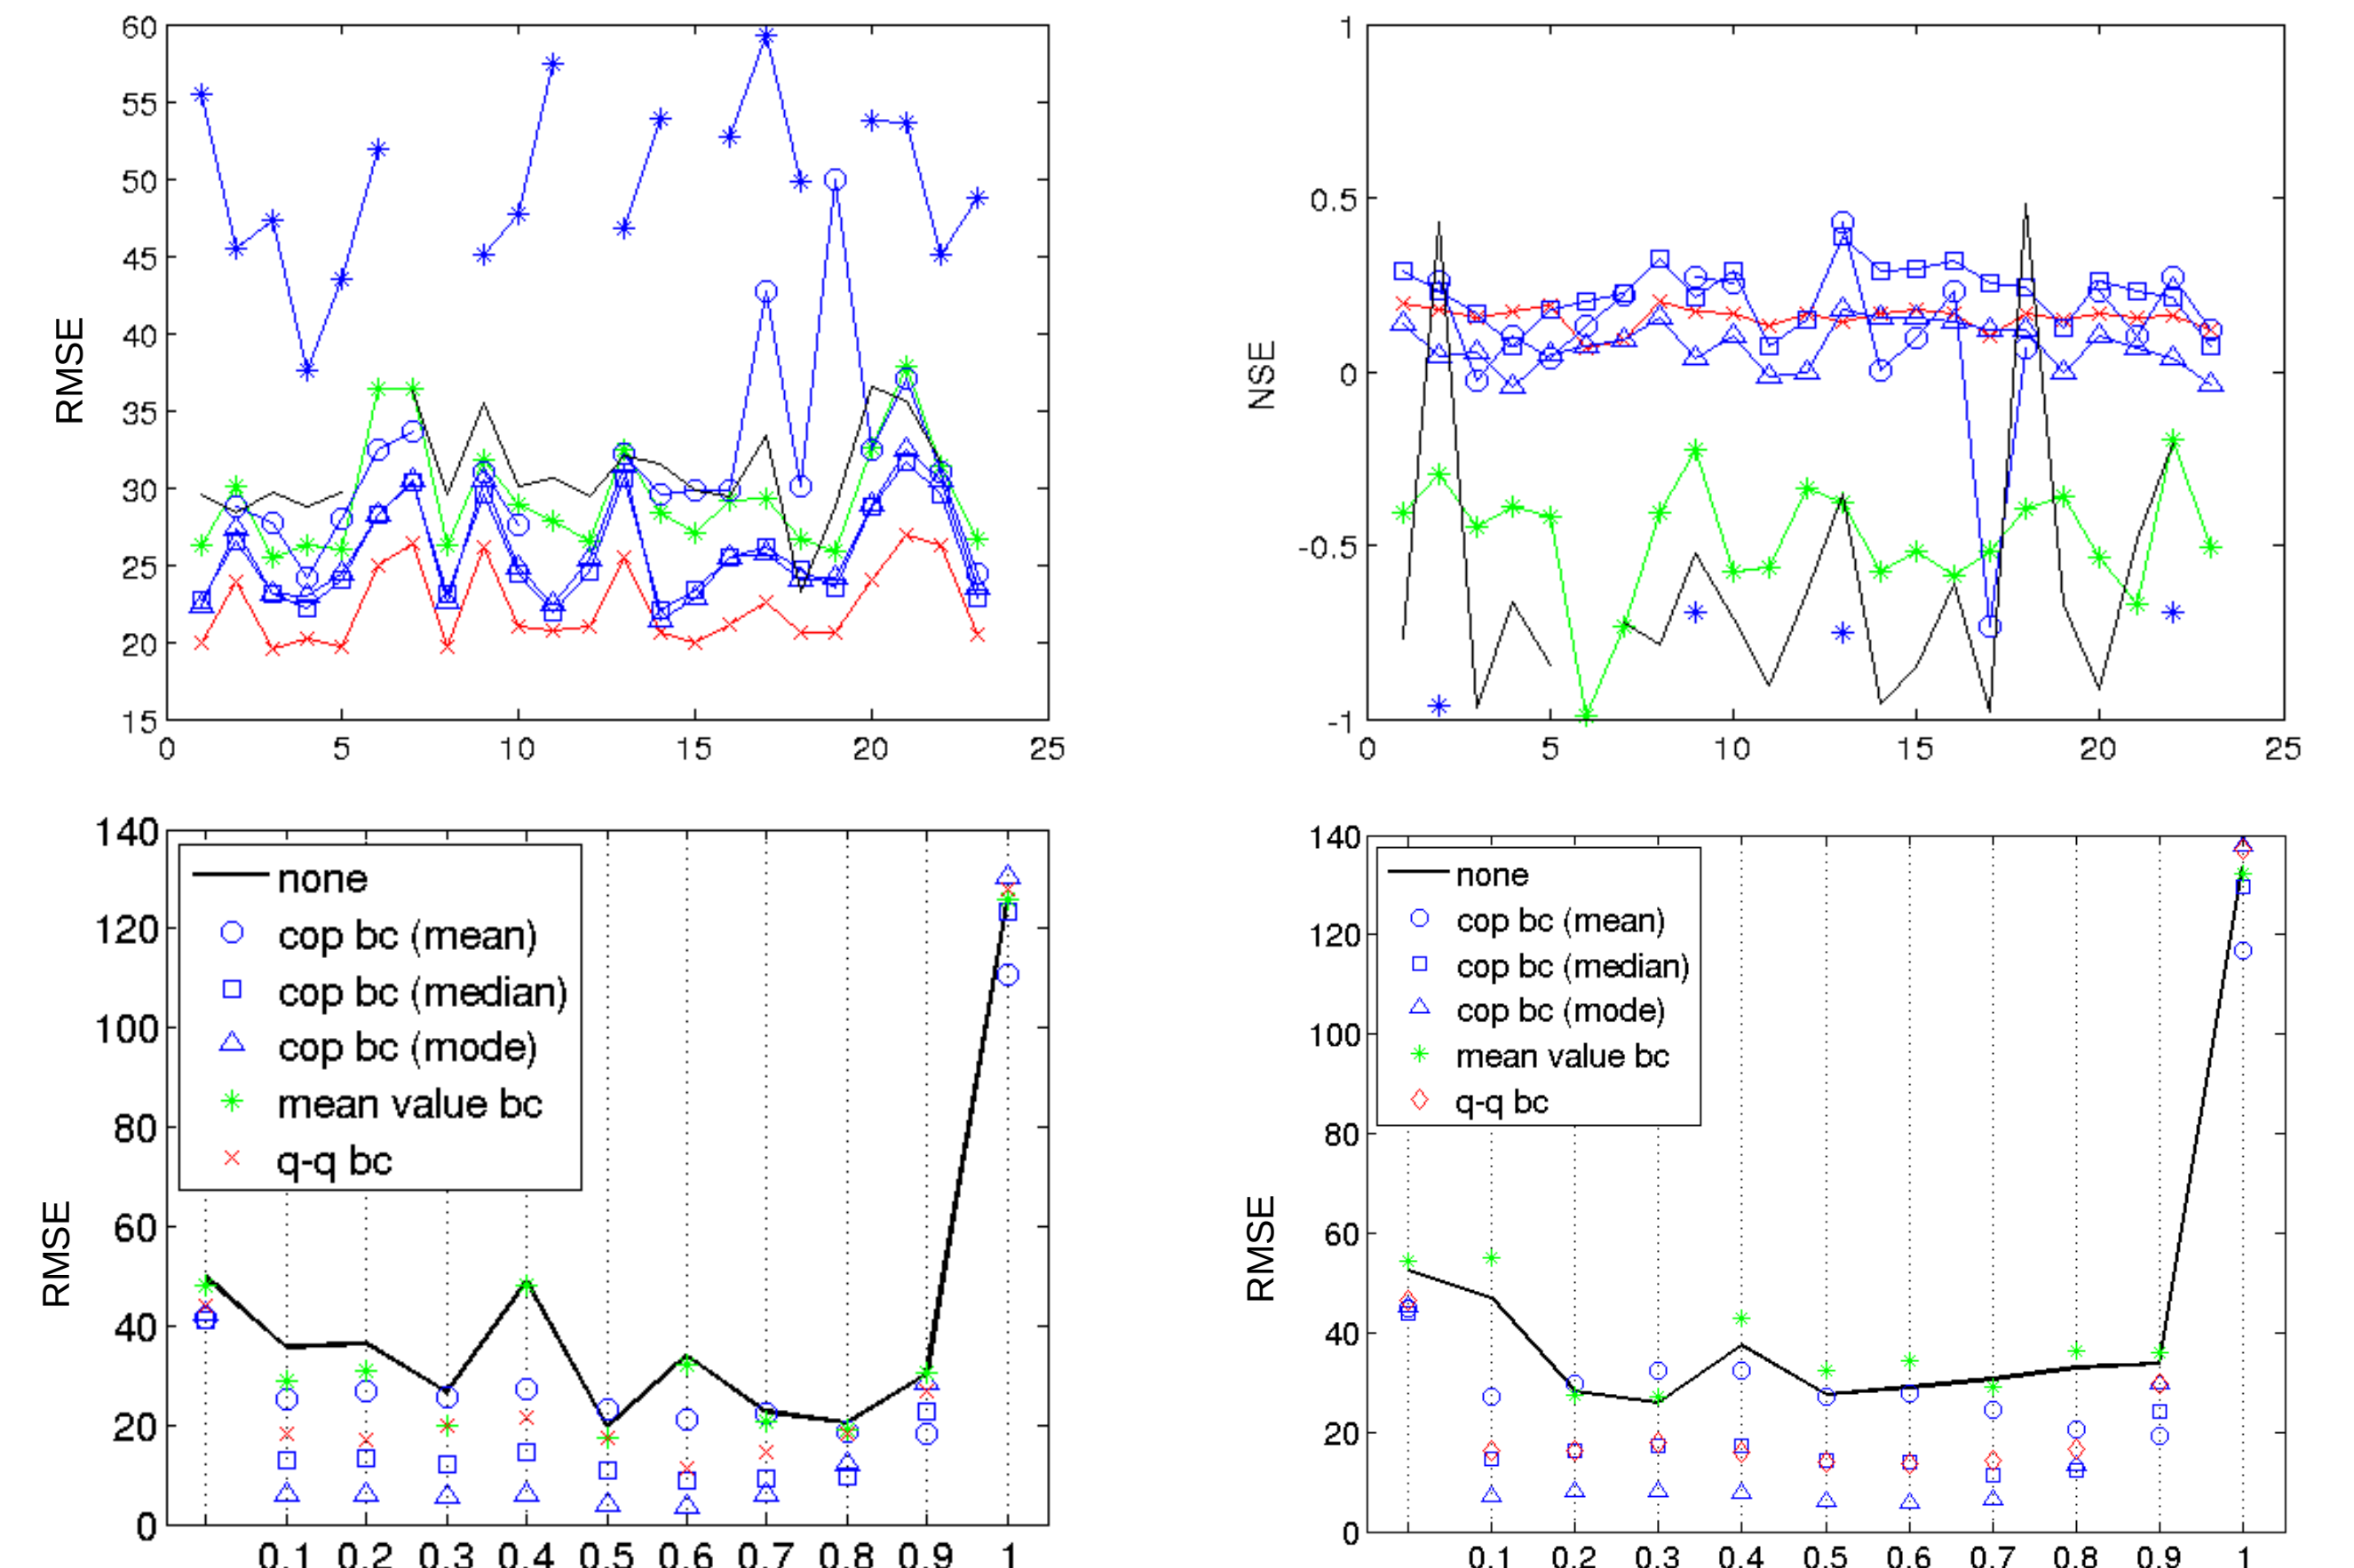 60
55
50
45
40
35
30
25
20
15
RMSE
0 5 10 15 20 25
1
0.5
0
-0.5
-1
NSE
0 5 10 15 20 25
140
120
100
80
60
40
20
0
RMSE
none
cop bc (mean)
cop bc (median)
cop bc (mode)
mean value bc
q-q bc
0.1 0.2 0.3 0.4 0.5 0.6 0.7 0.8 0.9 1
140
120
100
80
60
40
20
0
RMSE
none
cop bc (mean)
cop bc (median)
cop bc (mode)
mean value bc
q-q bc
0.1 0.2 0.3 0.4 0.5 0.6 0.7 0.8 0.9 1